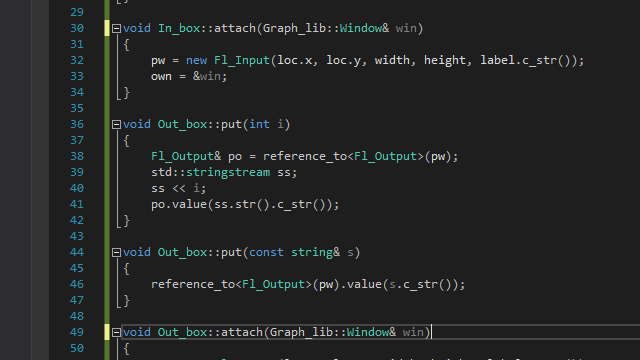 29
30 void In_box::attach(Graph_lib::Window& win)
31 {
32 pw = new Fl_Input(loc.x, loc.y, width, height, label.c_str());
33 own = &win;
34 }
35
36 void Out_box::put(int i)
37 {
38 Fl_Output& po = reference_to<Fl_Output>(pw);
39 std::stringstream ss;
40 ss << i;
41 po.value(ss.str().c_str());
42 }
43
44 void Out_box::put(const string& s)
45 {
46 reference_to<Fl_Output>(pw).value(s.c_str());
47 }
48
49 void Out_box::attach(Graph_lib::Window& win)
50 {